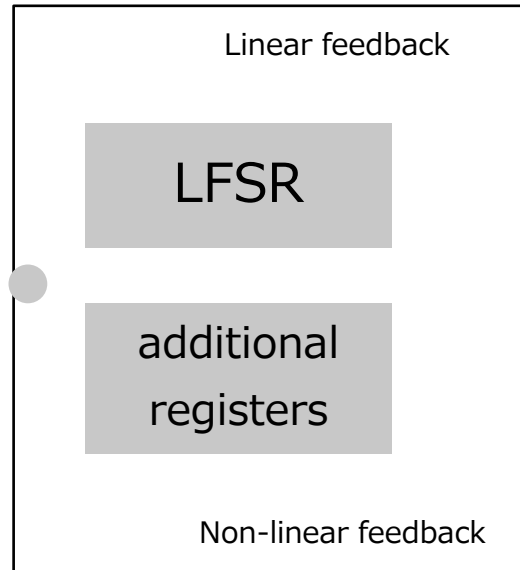 Linear feedback
LFSR
additional
registers
Non-linear feedback